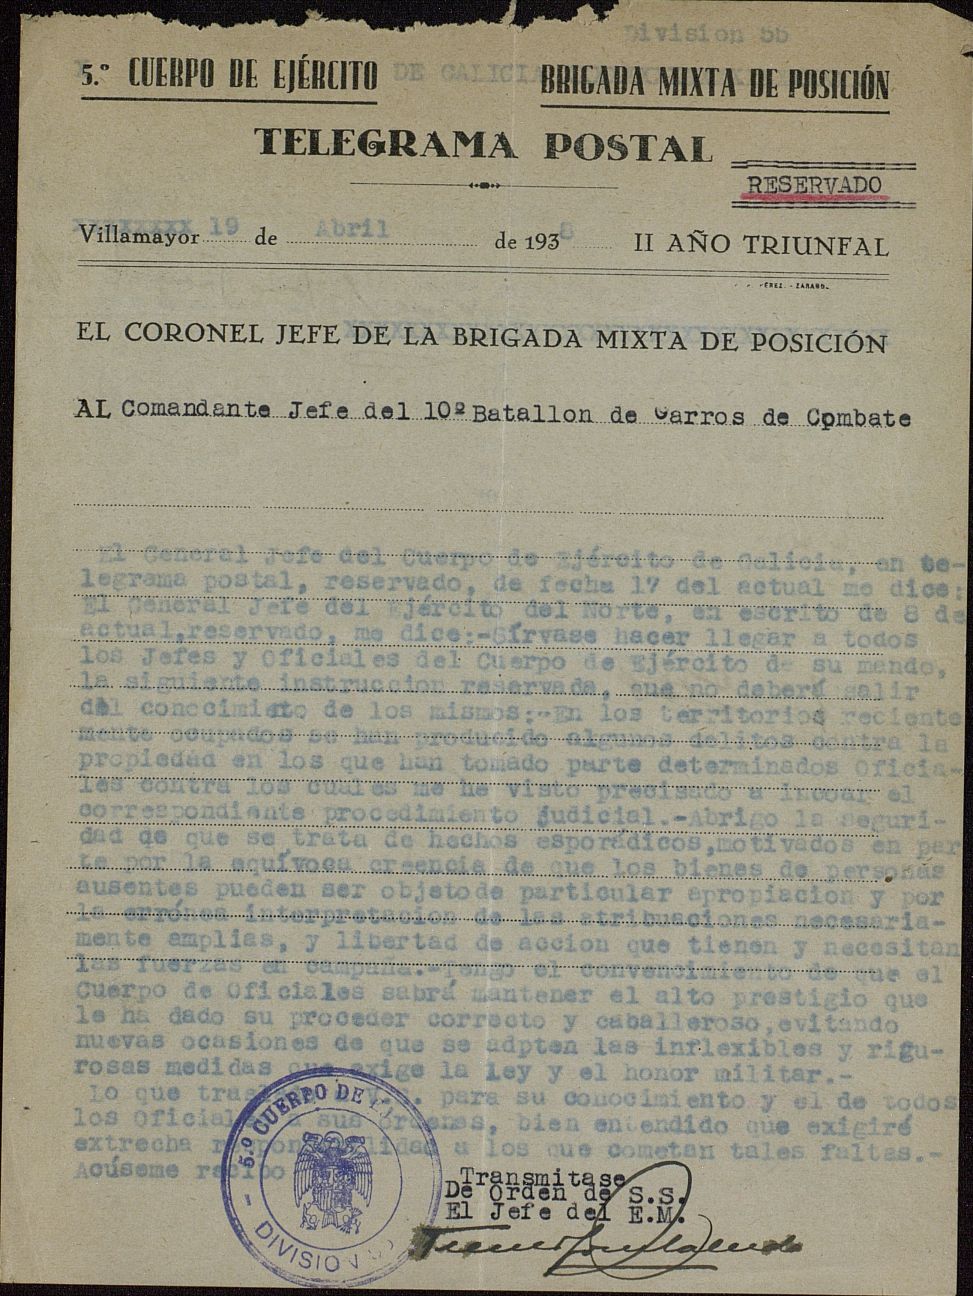 Division 55
5.º CUERPO DE EJÉRCITO DE GALICIA BRIGADA MIXTA DE POSICIÓN
TELEGRAMA POSTAL
RESERVADO
Villamayor 19 de Abril de 1938 II AÑO TRIUNFAL
EL CORONEL JEFE DE LA BRIGADA MIXTA DE POSICIÓN
AL Comandante Jefe del 10º Batallon de Carros de Combate
El General Jefe del Cuerpo de Ejército de Galicia, en te-
legrama postal, reservado, de fecha 17 del actual me dice:
El General Jefe del Ejército del Norte, en escrito de 8 de
actual,reservado, me dice:-Sírvase hacer llegar a todos
los Jefes y Oficiales del Cuerpo de Ejército de su mando,
la siguiente instruccion reservada, que no deberá salir
del conocimiento de los mismos:-En los territorios reciente
mente ocupados se han producido algunos delitos contra la
propiedad en los que han tomado parte determinados Oficia-
les contra los cuales me he visto precisado a incoar el
correspondiente procedimiento judicial.-Abrigo la seguri-
dad de que se trata de hechos esporádicos,motivados en par
te por la equívoca creencia de que los bienes de personas
ausentes pueden ser objetode particular apropiacion y por
la errónea interpretacion de las atribuaciones necesaria-
mente amplias, y libertad de accion que tienen y necesitan
las fuerzas en campaña.-Tengo el convencimiento de que el
Cuerpo de Oficiales sabrá mantener el alto prestigio que
le ha dado su proceder correcto y caballeroso,evitando
nuevas ocasiones de que se adpten las inflexibles y rigu-
rosas medidas que exige la ley y el honor militar.-
Lo que traslado a V.S. para su conocimiento y el de todos
los Oficiales a sus órdenes, bien entendido que exigiré
extrecha responsabilidad a los que cometan tales faltas.-
Acúseme recibo
Transmitase
De Orden de S.S.
El Jefe del E.M.
5.º CUERPO DE EJ
DIVISION